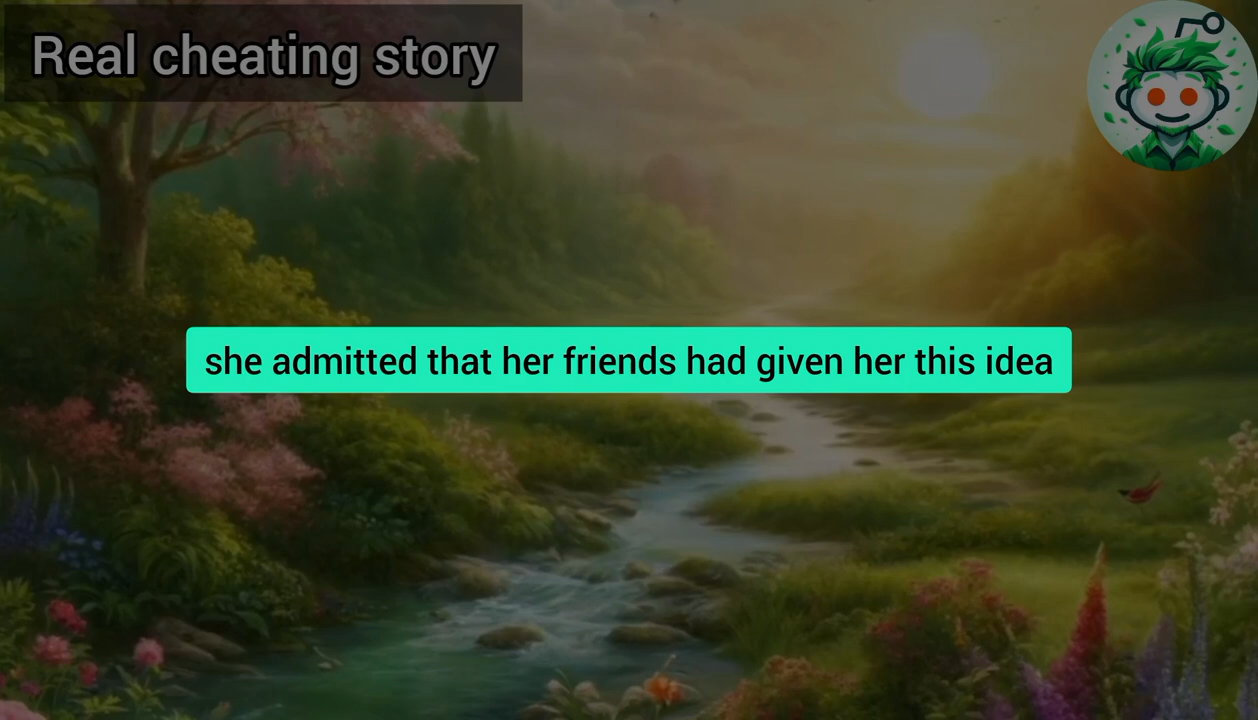 Real cheating story
she admitted that her friends had given her this idea